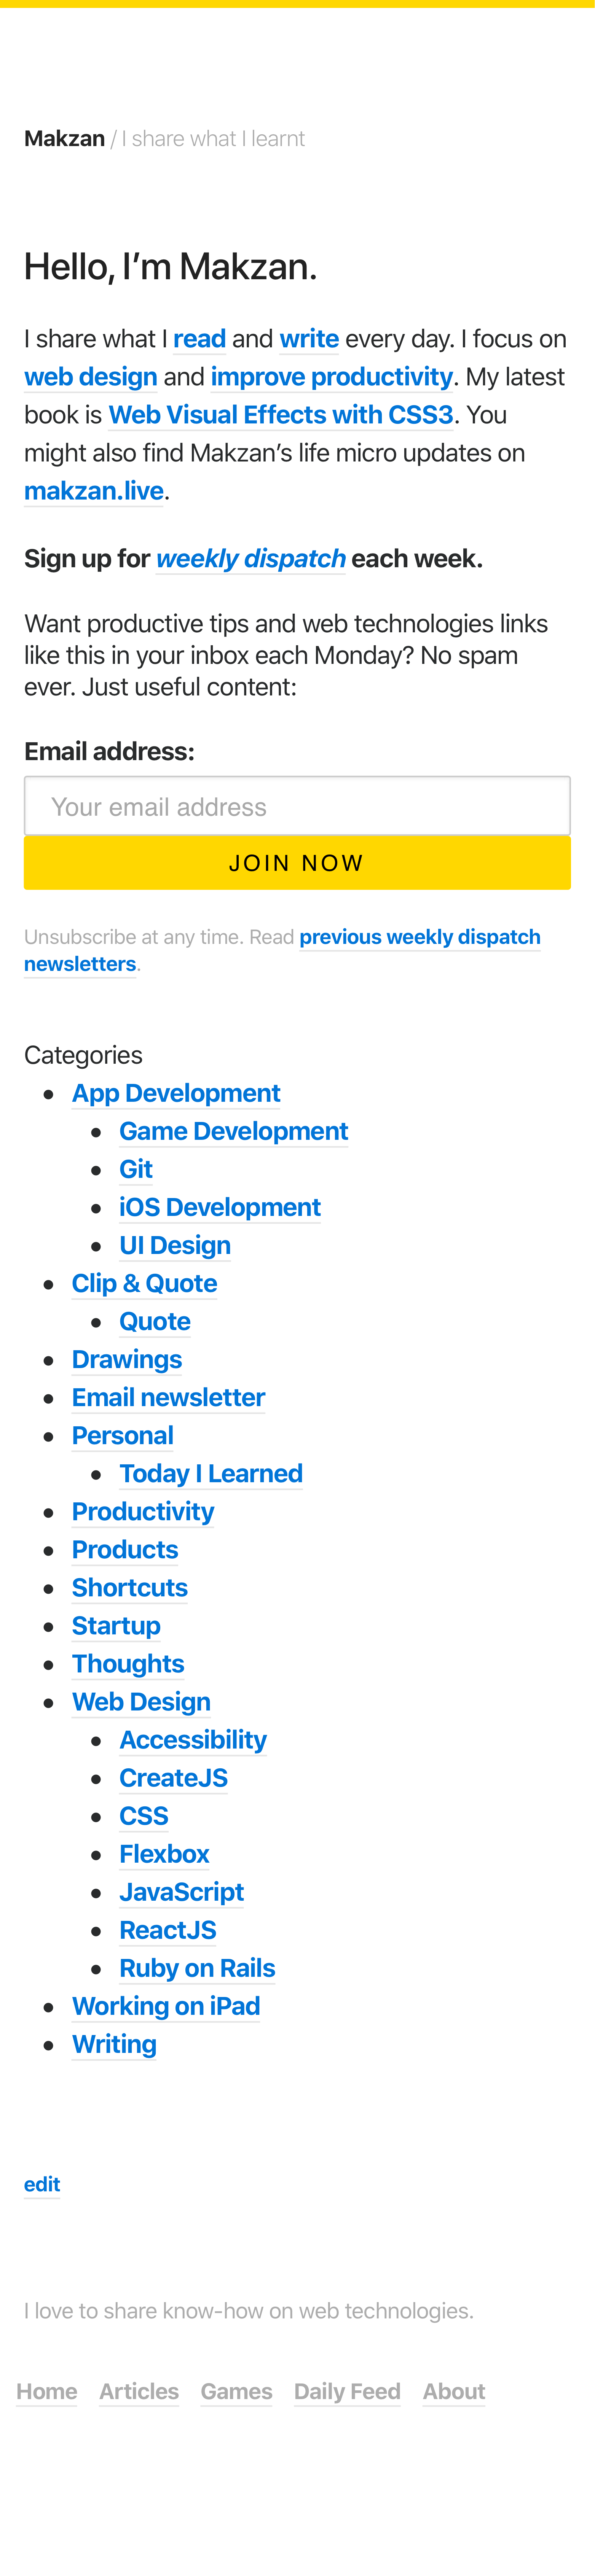 Makzan / I share what I learnt
Hello, I’m Makzan.
I share what I read and write every day. I focus on
web design and improve productivity. My latest
book is Web Visual Effects with CSS3. You
might also find Makzan’s life micro updates on
makzan.live.
Sign up for weekly dispatch each week.
Want productive tips and web technologies links
like this in your inbox each Monday? No spam
ever. Just useful content:
Email address:
Your email address
JOIN NOW
Unsubscribe at any time. Read previous weekly dispatch
newsletters.
Categories
App Development
Game Development
Git
iOS Development
UI Design
Clip & Quote
Quote
Drawings
Email newsletter
Personal
Today I Learned
Productivity
Products
Shortcuts
Startup
Thoughts
Web Design
Accessibility
CreateJS
CSS
Flexbox
JavaScript
ReactJS
Ruby on Rails
Working on iPad
Writing
edit
I love to share know-how on web technologies.
Home Articles Games Daily Feed About